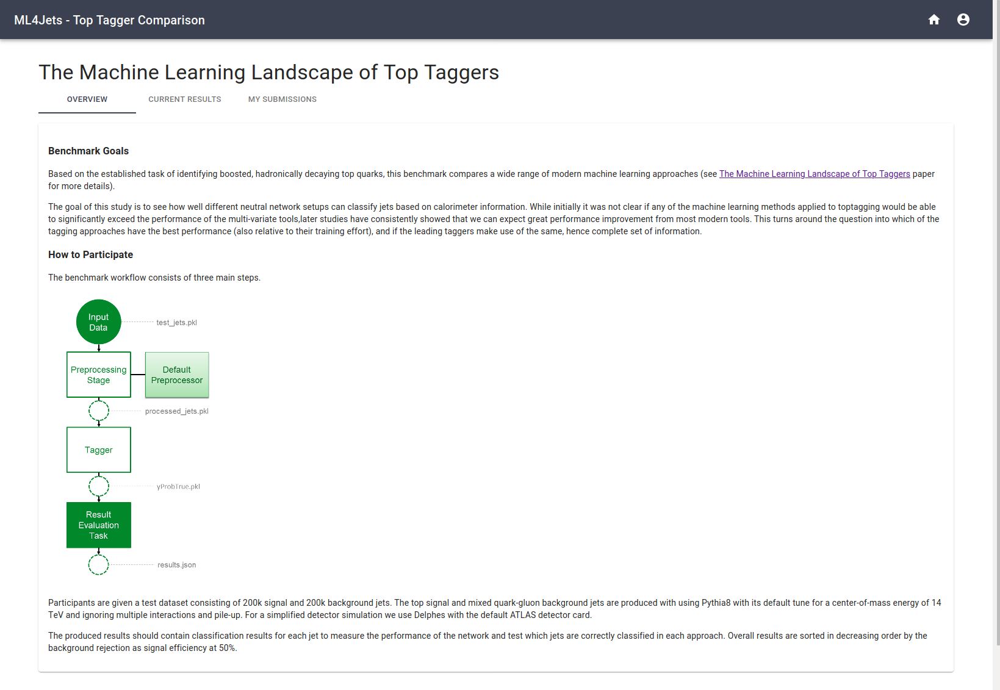 ML4Jets - Top Tagger Comparison
The Machine Learning Landscape of Top Taggers
OVERVIEW CURRENT RESULTS MY SUBMISSIONS
Benchmark Goals
Based on the established task of identifying boosted, hadronically decaying top quarks, this benchmark compares a wide range of modern machine learning approaches (see The Machine Learning Landscape of Top Taggers paper
for more details).
The goal of this study is to see how well different neutral network setups can classify jets based on calorimeter information. While initially it was not clear if any of the machine learning methods applied to toptagging would be able
to significantly exceed the performance of the multi-variate tools,later studies have consistently showed that we can expect great performance improvement from most modern tools. This turns around the question into which of the
tagging approaches have the best performance (also relative to their training effort), and if the leading taggers make use of the same, hence complete set of information.
How to Participate
The benchmark workflow consists of three main steps.
Input
Data
test_jets.pkl
Preprocessing
Stage
Default
Preprocessor
processed_jets.pkl
Tagger
yProbTrue.pkl
Result
Evaluation
Task
results.json
Participants are given a test dataset consisting of 200k signal and 200k background jets. The top signal and mixed quark-gluon background jets are produced with using Pythia8 with its default tune for a center-of-mass energy of 14
TeV and ignoring multiple interactions and pile-up. For a simplified detector simulation we use Delphes with the default ATLAS detector card.
The produced results should contain classification results for each jet to measure the performance of the network and test which jets are correctly classified in each approach. Overall results are sorted in decreasing order by the
background rejection as signal efficiency at 50%.